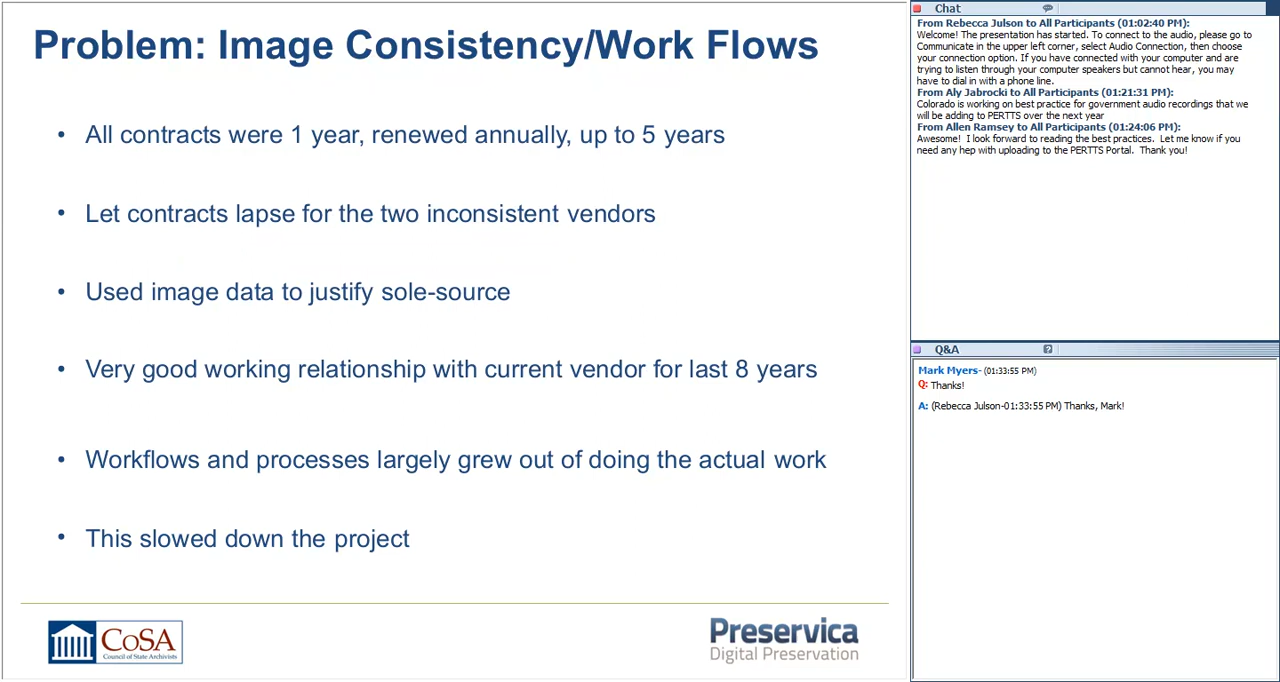 Problem: Image Consistency/Work Flows
• All contracts were 1 year, renewed annually, up to 5 years
• Let contracts lapse for the two inconsistent vendors
• Used image data to justify sole-source
• Very good working relationship with current vendor for last 8 years
• Workflows and processes largely grew out of doing the actual work
• This slowed down the project
CoSA
Council of State Archivists
Preservica
Digital Preservation
Chat
From Rebecca Julson to All Participants (01:02:40 PM):
Welcome! The presentation has started. To connect to the audio, please go to
Communicate in the upper left corner, select Audio Connection, then choose
your connection option. If you have connected with your computer and are
trying to listen through your computer speakers but cannot hear, you may
have to dial in with a phone line.
From Aly Jabrocki to All Participants (01:21:31 PM):
Colorado is working on best practice for government audio recordings that we
will be adding to PERTTS over the next year
From Allen Ramsey to All Participants (01:24:06 PM):
Awesome! I look forward to reading the best practices. Let me know if you
need any hep with uploading to the PERTTS Portal. Thank you!
Q&A
Mark Myers- (01:33:55 PM)
Q: Thanks!
A: (Rebecca Julson-01:33:55 PM) Thanks, Mark!